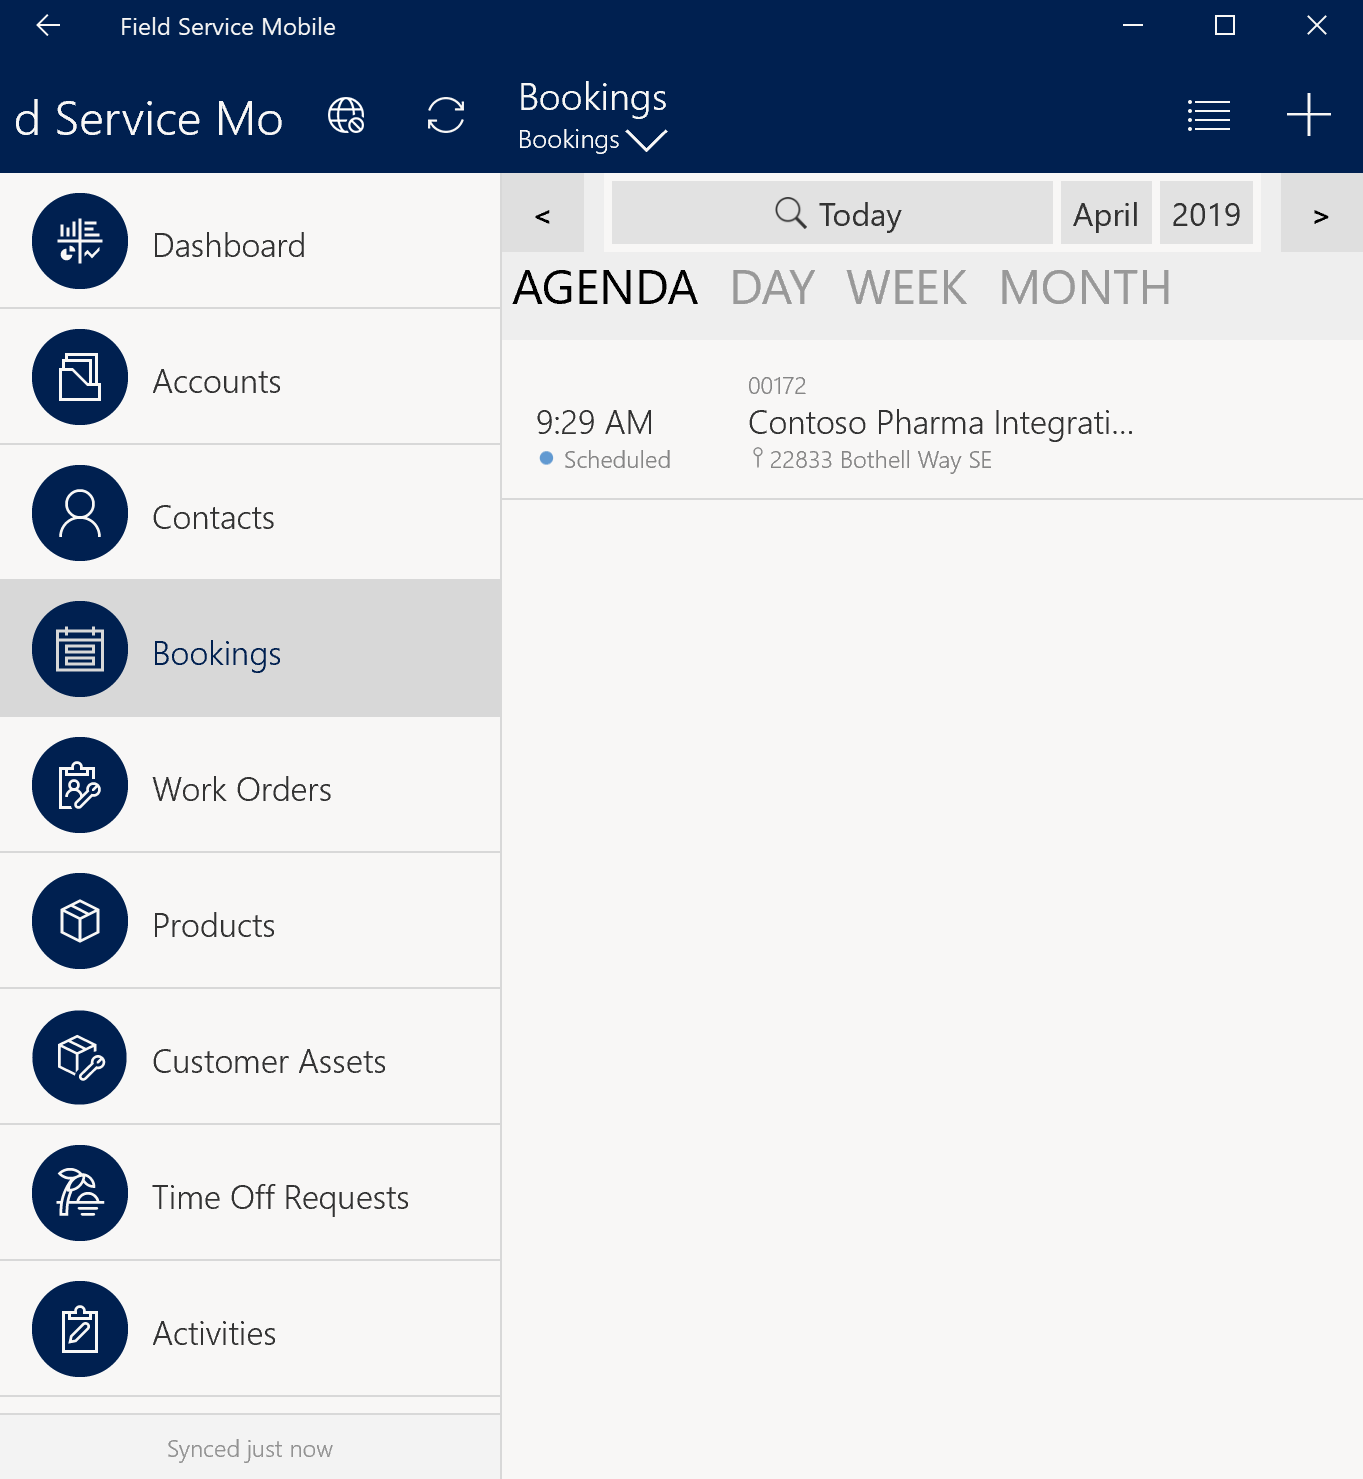 Field Service Mobile
d Service Mo
Bookings
Bookings
Dashboard
Accounts
Contacts
Bookings
Work Orders
Products
Customer Assets
Time Off Requests
Activities
Synced just now
< Today April 2019 >
AGENDA DAY WEEK MONTH
00172
9:29 AM Contoso Pharma Integrati...
Scheduled 22833 Bothell Way SE